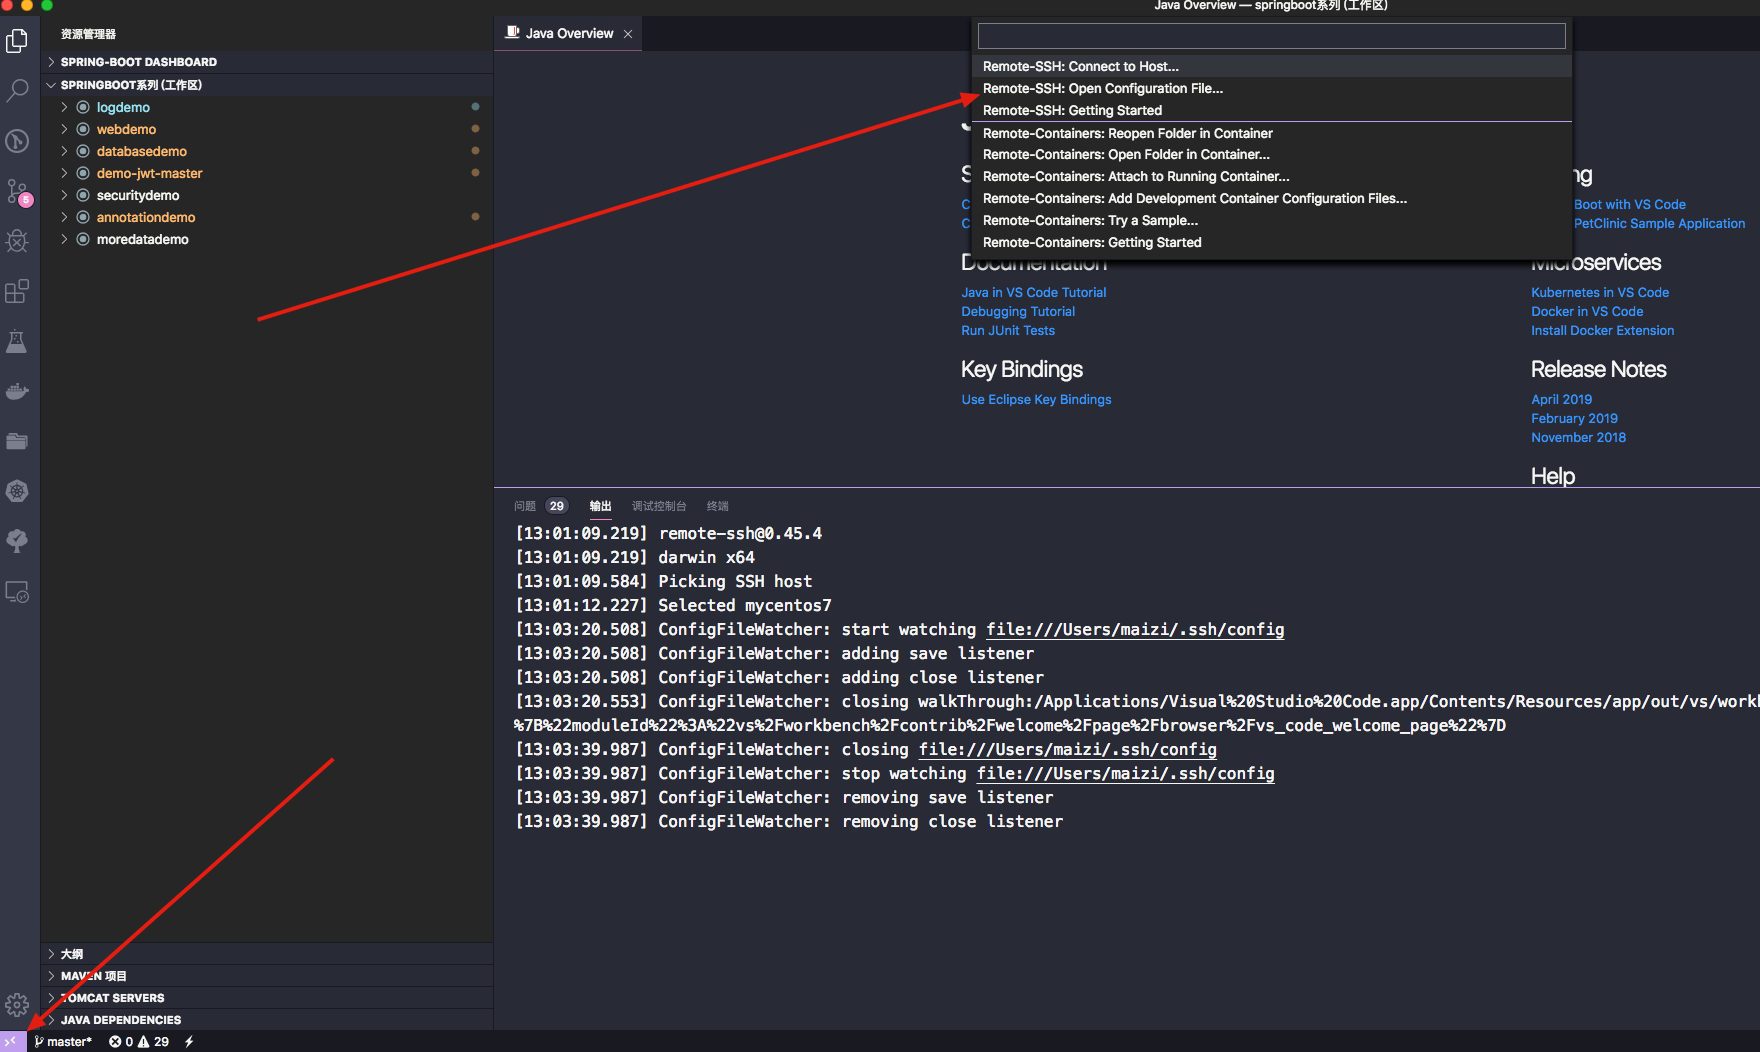 Java Overview — springboot系列 (工作区)
资源管理器
SPRING-BOOT DASHBOARD
SPRINGBOOT系列 (工作区)
logdemo
webdemo
databasedemo
demo-jwt-master
securitydemo
annotationdemo
moredatademo
5
大纲
MAVEN 项目
TOMCAT SERVERS
JAVA DEPENDENCIES
Java Overview
Remote-SSH: Connect to Host...
Remote-SSH: Open Configuration File...
Remote-SSH: Getting Started
Remote-Containers: Reopen Folder in Container
Remote-Containers: Open Folder in Container...
Remote-Containers: Attach to Running Container...
Remote-Containers: Add Development Container Configuration Files...
Remote-Containers: Try a Sample...
Remote-Containers: Getting Started
Boot with VS Code
PetClinic Sample Application
Documentation
Java in VS Code Tutorial
Debugging Tutorial
Run JUnit Tests
Key Bindings
Use Eclipse Key Bindings
Microservices
Kubernetes in VS Code
Docker in VS Code
Install Docker Extension
Release Notes
April 2019
February 2019
November 2018
Help
问题 29 输出 调试控制台 终端
[13:01:09.219] remote-ssh@0.45.4
[13:01:09.219] darwin x64
[13:01:09.584] Picking SSH host
[13:01:12.227] Selected mycentos7
[13:03:20.508] ConfigFileWatcher: start watching file:///Users/maizi/.ssh/config
[13:03:20.508] ConfigFileWatcher: adding save listener
[13:03:20.508] ConfigFileWatcher: adding close listener
[13:03:20.553] ConfigFileWatcher: closing walkThrough:/Applications/Visual%20Studio%20Code.app/Contents/Resources/app/out/vs/work
%7B%22moduleId%22%3A%22vs%2Fworkbench%2Fcontrib%2Fwelcome%2Fpage%2Fbrowser%2Fvs_code_welcome_page%22%7D
[13:03:39.987] ConfigFileWatcher: closing file:///Users/maizi/.ssh/config
[13:03:39.987] ConfigFileWatcher: stop watching file:///Users/maizi/.ssh/config
[13:03:39.987] ConfigFileWatcher: removing save listener
[13:03:39.987] ConfigFileWatcher: removing close listener
master* 0 29